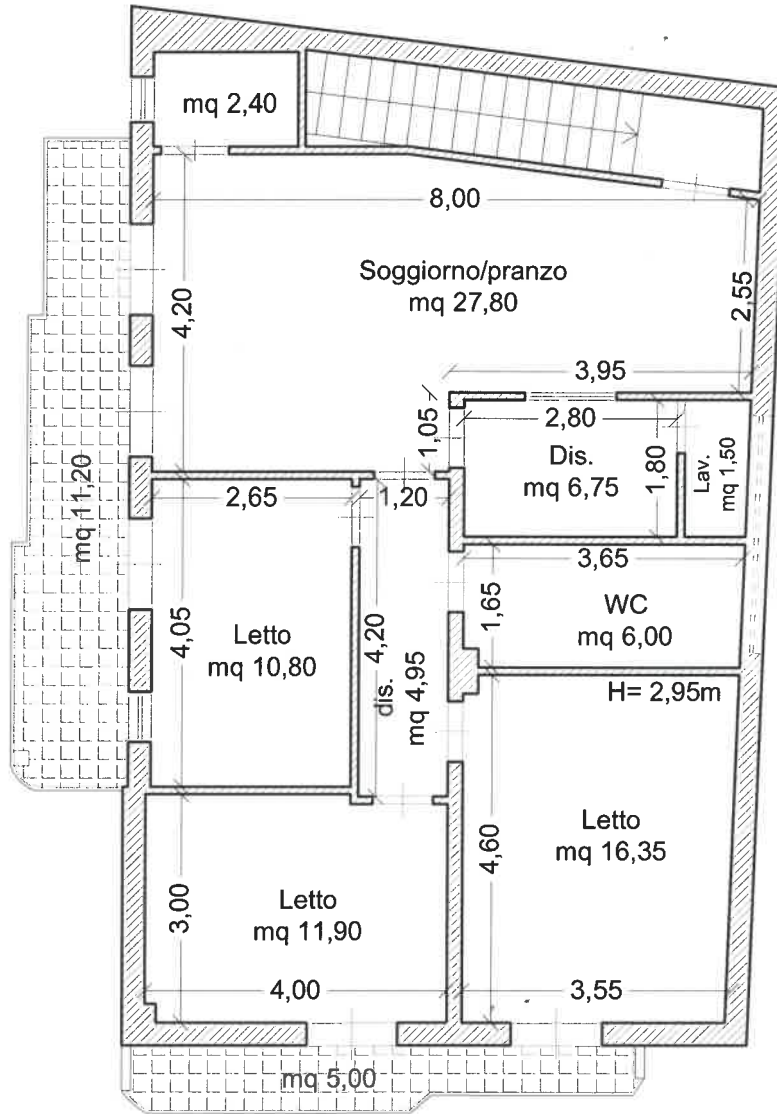 mq 2,40
8,00
Soggiorno/pranzo
mq 27,80
4,20
2,55
3,95
1,05
2,80
Dis.
mq 6,75
1,80
Lav.
mq 1,50
mq 11,20
2,65
1,20
3,65
WC
mq 6,00
1,65
4,05
Letto
mq 10,80
4,20
dis.
mq 4,95
H= 2,95m
Letto
mq 16,35
4,60
3,00
Letto
mq 11,90
4,00
3,55
mq 5,00